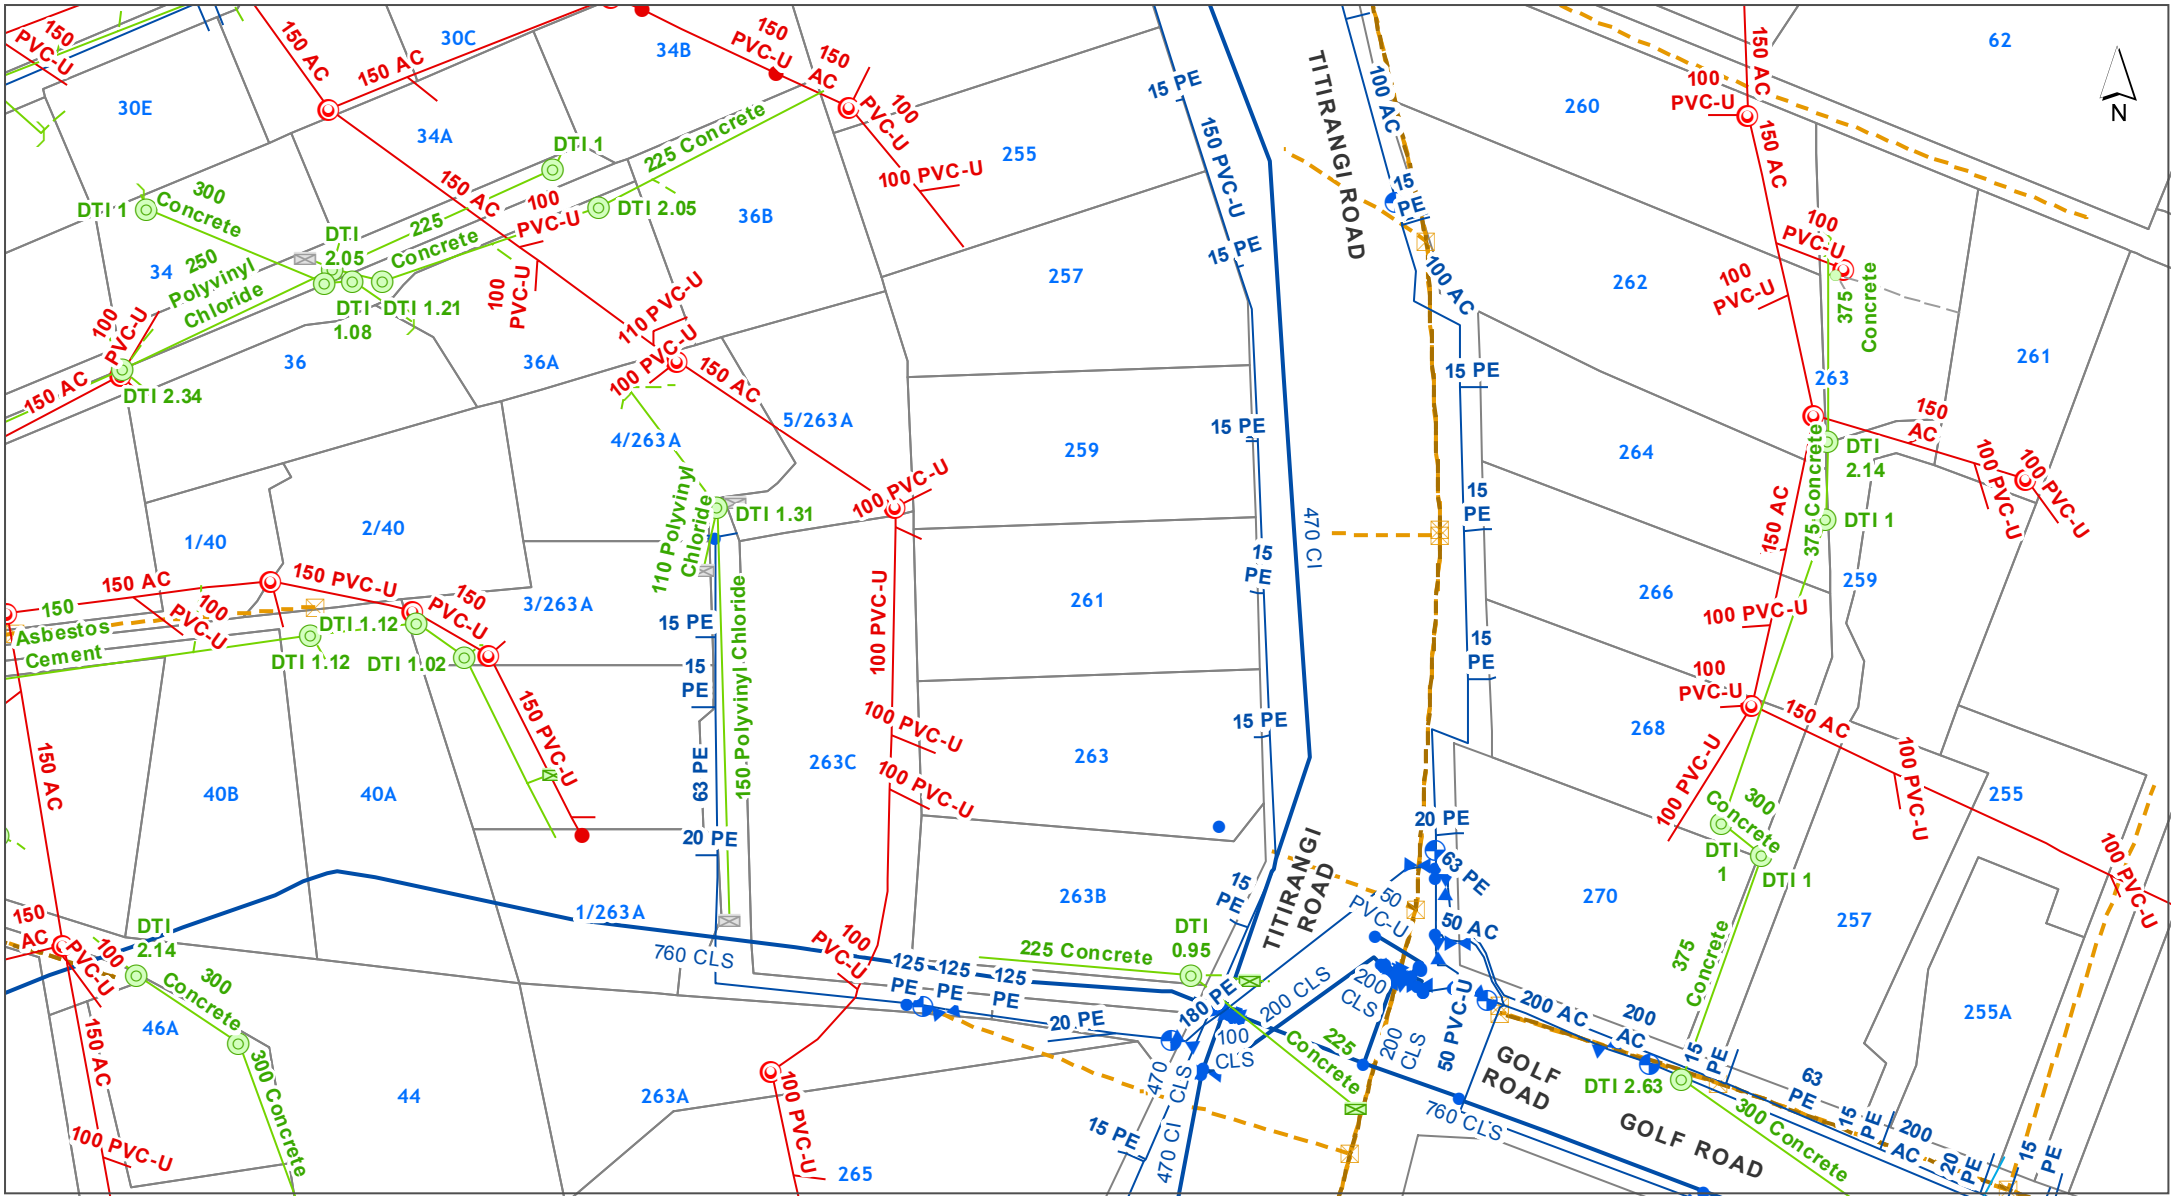 150
PVC-U
150 AC
30C
150 AC
34B
150
PVC-U
150
AC
100
PVC-U
15 PE
TITIRANGI ROAD
100 AC
62
150 AC
100
PVC-U
N
30E
34A
DTI 1
225 Concrete
255
150 PVC-U
260
150 AC
DTI 1
300
Concrete
150 AC
100
PVC-U
DTI 2.05
100 PVC-U
36B
15
PE
100
PVC-U
DTI
2.05
225
Concrete
15 PE
34
250
Polyvinyl
Chloride
100
PVC-U
257
100 AC
262
100
PVC-U
375
Concrete
DTI
1.08
DTI 1.21
110 PVC-U
100
PVC-U
100 PVC-U
36
36A
15 PE
261
263
150 AC
DTI 2.34
150 AC
5/263A
4/263A
15 PE
259
264
150
AC
DTI
2.14
100 PVC-U
100 PVC-U
375 Concrete
100 PVC-U
110 Polyvinyl
Chloride
DTI 1.31
15
PE
470 CI
150 AC
DTI 1
1/40
2/40
15
PE
259
150 AC
150 PVC-U
150
PVC-U
3/263A
261
266
150
100
PVC-U
Asbestos
Cement
DTI 1.12
DTI 1.12
DTI 1.02
15 PE
15
PE
150 Polyvinyl Chloride
100 PVC-U
15
PE
100 PVC-U
100
PVC-U
150 AC
150 PVC-U
150 AC
100 PVC-U
15 PE
268
100 PVC-U
100 PVC-U
40B
40A
63 PE
263C
100 PVC-U
263
300
Concrete
255
20 PE
20 PE
TITIRANGI
ROAD
63 PE
DTI
1
DTI 1
100 PVC-U
150
AC
100
PVC-U
DTI
2.14
1/263A
263B
15
PE
50
PVC-U
50 AC
270
257
760 CLS
100
PVC-U
225 Concrete
DTI
0.95
375
Concrete
300
Concrete
125
PE
125
PE
125
PE
180 PE
200 CLS
200
CLS
200
CLS
50 PVC-U
200 AC
200
AC
255A
46A
300 Concrete
20 PE
100
CLS
225
Concrete
GOLF
ROAD
DTI 2.63
15
PE
63
PE
150 AC
44
263A
100 PVC-U
470
CLS
760 CLS
300 Concrete
15
PE
200
AC
100 PVC-U
265
15 PE
470 CI
GOLF ROAD
20
PE
15
PE